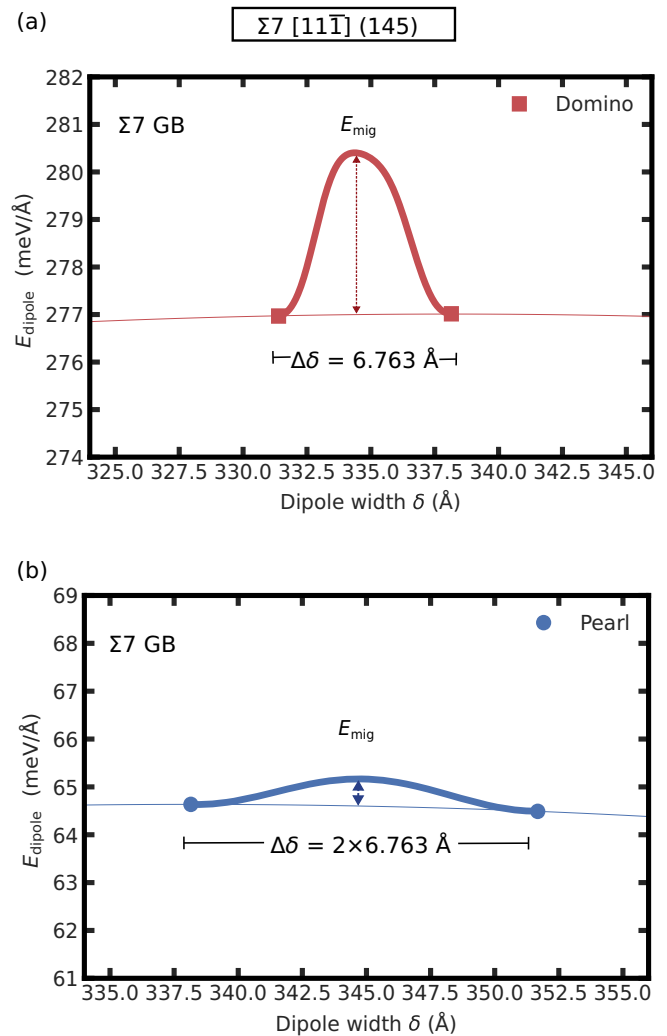 (a)
Σ7 [111̅] (145)
282
281
280
279
278
277
276
275
274
E_dipole (meV/Å)
Σ7 GB
Domino
E_mig
Δδ = 6.763 Å
325.0 327.5 330.0 332.5 335.0 337.5 340.0 342.5 345.0
Dipole width δ (Å)
(b)
69
68
67
66
65
64
63
62
61
E_dipole (meV/Å)
Σ7 GB
Pearl
E_mig
Δδ = 2×6.763 Å
335.0 337.5 340.0 342.5 345.0 347.5 350.0 352.5 355.0
Dipole width δ (Å)